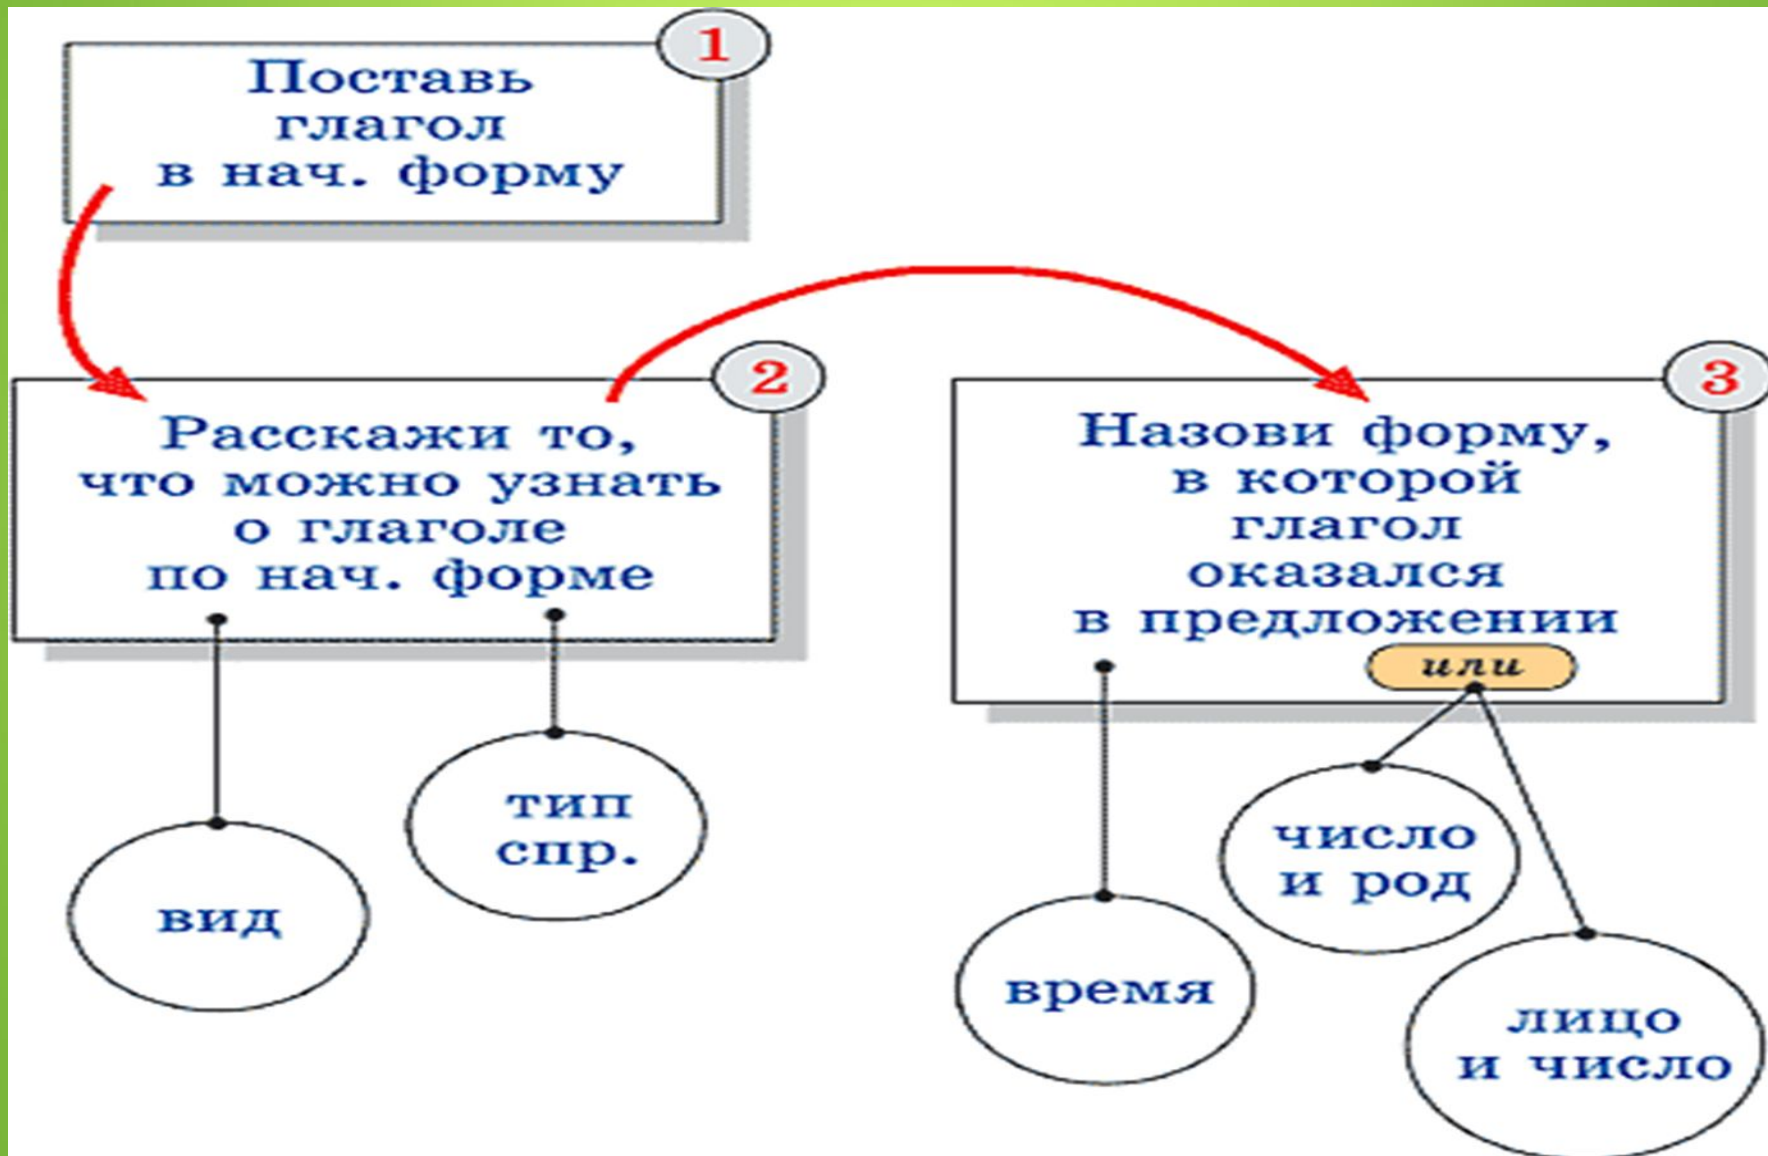 1
Поставь
глагол
в нач. форму
2
Расскажи то,
что можно узнать
о глаголе
по нач. форме
вид
тип
спр.
3
Назови форму,
в которой
глагол
оказался
в предложении
или
время
число
и род
лицо
и число